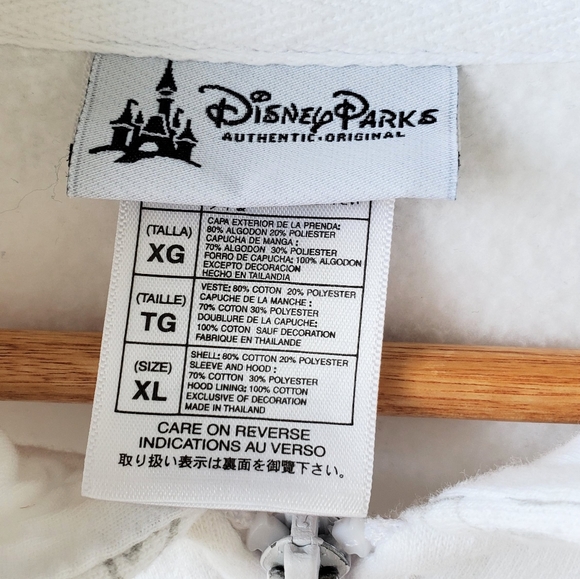 Disney Parks
AUTHENTIC·ORIGINAL
(TALLA)
XG
CAPA EXTERIOR DE LA PRENDA:
80% ALGODON 20% POLIESTER
CAPUCHA DE MANGA :
70% ALGODON 30% POLIESTER
FORRO DE CAPUCHA: 100% ALGODON
EXCEPTO DECORACION
HECHO EN TAILANDIA
(TAILLE)
TG
VESTE: 80% COTON 20% POLYESTER
CAPUCHE DE LA MANCHE :
70% COTON 30% POLYESTER
DOUBLURE DE LA CAPUCHE:
100% COTON SAUF DECORATION
FABRIQUE EN THAILANDE
(SIZE)
XL
SHELL: 80% COTTON 20% POLYESTER
SLEEVE AND HOOD :
70% COTTON 30% POLYESTER
HOOD LINING: 100% COTTON
EXCLUSIVE OF DECORATION
MADE IN THAILAND
CARE ON REVERSE
INDICATIONS AU VERSO
取り扱い表示は裏面を御覧下さい。